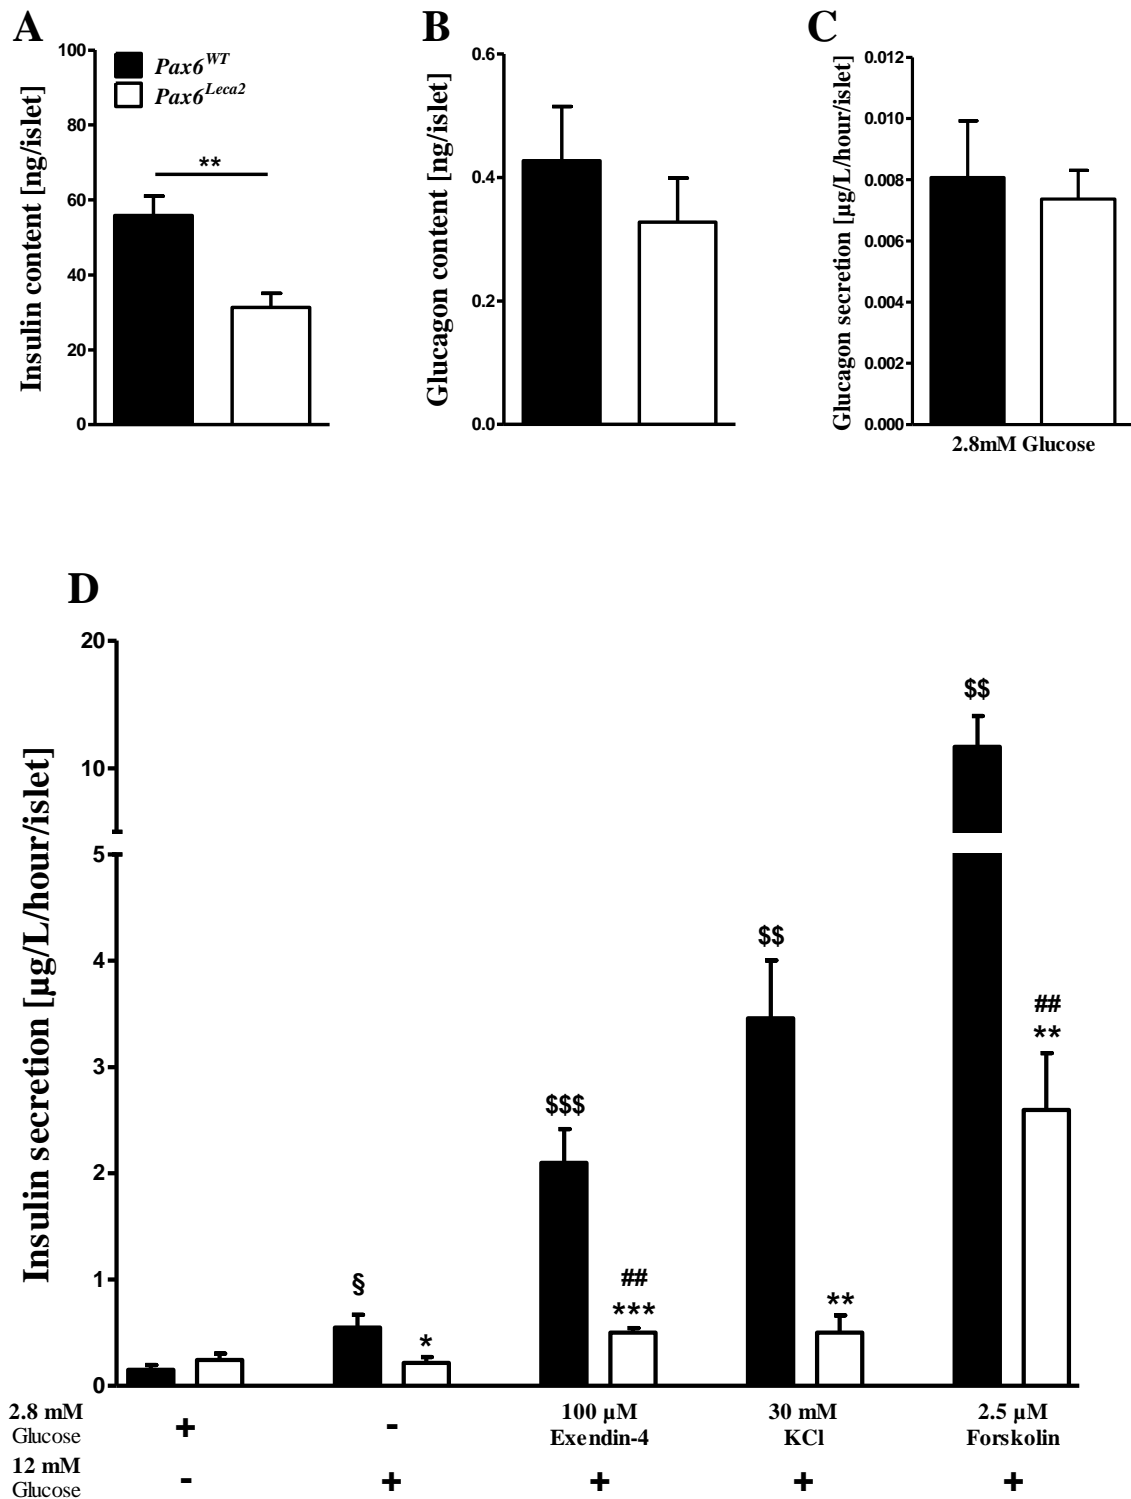 A
Insulin content [ng/islet]
100
80
60
40
20
0
Pax6WT
Pax6Leca2
**
B
Glucagon content [ng/islet]
0.6
0.4
0.2
0.0
C
Glucagon secretion [µg/L/hour/islet]
0.012
0.010
0.008
0.006
0.004
0.002
0.000
2.8mM Glucose
D
Insulin secretion [µg/L/hour/islet]
20
10
5
4
3
2
1
0
§
*
$$$
##
***
$$
**
$$
##
**
2.8 mM
Glucose
+ -
100 µM
Exendin-4
30 mM
KCl
2.5 µM
Forskolin
12 mM
Glucose
- + + + +